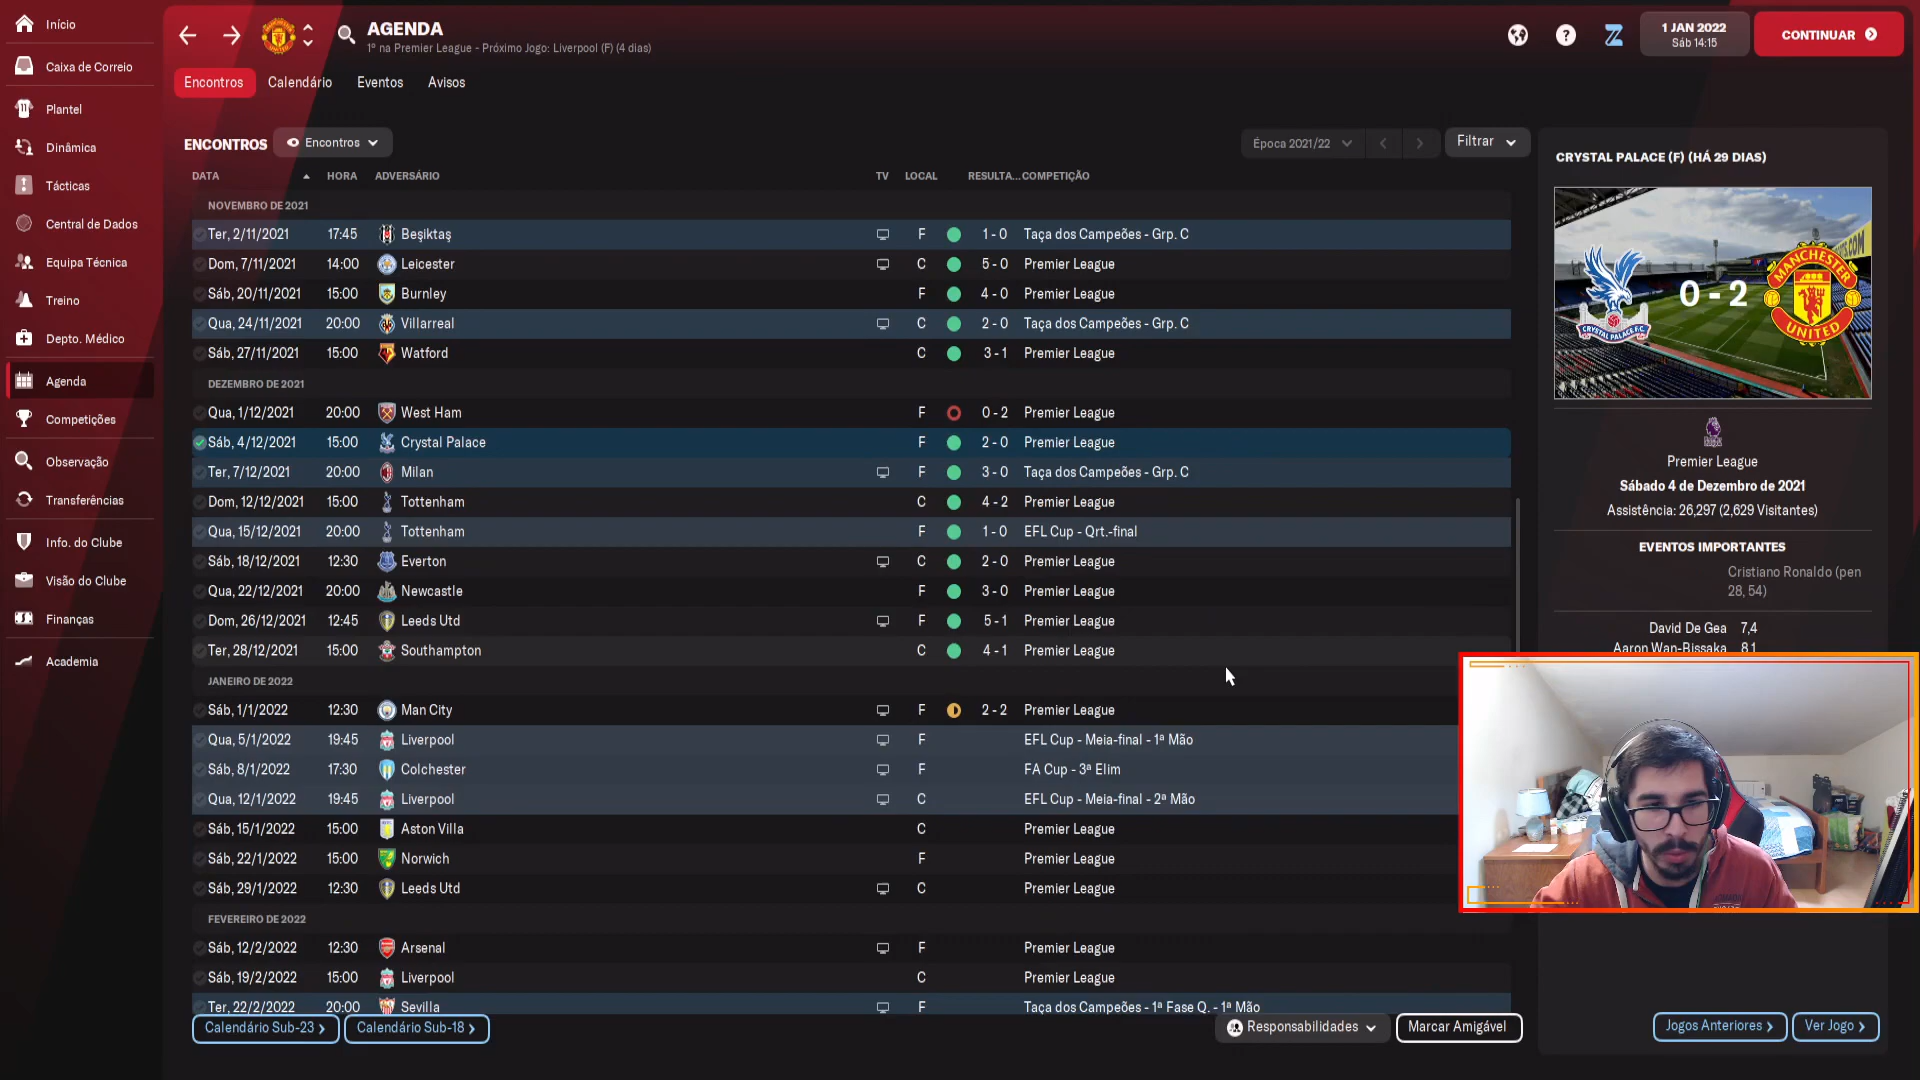 Início
Caixa de Correio
Plantel
Dinâmica
Tácticas
Central de Dados
Equipa Técnica
Treino
Depto. Médico
Agenda
Competições
Observação
Transferências
Info. do Clube
Visão do Clube
Finanças
Academia
AGENDA
1º na Premier League - Próximo Jogo: Liverpool (F) (4 dias)
1 JAN 2022
Sáb 14:15
CONTINUAR
Encontros Calendário Eventos Avisos
ENCONTROS Encontros
Época 2021/22 Filtrar
DATA HORA ADVERSÁRIO TV LOCAL RESULTA... COMPETIÇÃO
NOVEMBRO DE 2021
Ter, 2/11/2021 17:45 Beşiktaş F 1 - 0 Taça dos Campeões - Grp. C
Dom, 7/11/2021 14:00 Leicester C 5 - 0 Premier League
Sáb, 20/11/2021 15:00 Burnley F 4 - 0 Premier League
Qua, 24/11/2021 20:00 Villarreal C 2 - 0 Taça dos Campeões - Grp. C
Sáb, 27/11/2021 15:00 Watford C 3 - 1 Premier League
DEZEMBRO DE 2021
Qua, 1/12/2021 20:00 West Ham F 0 - 2 Premier League
Sáb, 4/12/2021 15:00 Crystal Palace F 2 - 0 Premier League
Ter, 7/12/2021 20:00 Milan F 3 - 0 Taça dos Campeões - Grp. C
Dom, 12/12/2021 15:00 Tottenham C 4 - 2 Premier League
Qua, 15/12/2021 20:00 Tottenham F 1 - 0 EFL Cup - Qrt.-final
Sáb, 18/12/2021 12:30 Everton C 2 - 0 Premier League
Qua, 22/12/2021 20:00 Newcastle F 3 - 0 Premier League
Dom, 26/12/2021 12:45 Leeds Utd F 5 - 1 Premier League
Ter, 28/12/2021 15:00 Southampton C 4 - 1 Premier League
JANEIRO DE 2022
Sáb, 1/1/2022 12:30 Man City F 2 - 2 Premier League
Qua, 5/1/2022 19:45 Liverpool F EFL Cup - Meia-final - 1ª Mão
Sáb, 8/1/2022 17:30 Colchester F FA Cup - 3ª Elim
Qua, 12/1/2022 19:45 Liverpool C EFL Cup - Meia-final - 2ª Mão
Sáb, 15/1/2022 15:00 Aston Villa C Premier League
Sáb, 22/1/2022 15:00 Norwich F Premier League
Sáb, 29/1/2022 12:30 Leeds Utd C Premier League
FEVEREIRO DE 2022
Sáb, 12/2/2022 12:30 Arsenal F Premier League
Sáb, 19/2/2022 15:00 Liverpool C Premier League
Ter, 22/2/2022 20:00 Sevilla F Taça dos Campeões - 1ª Fase Q. - 1ª Mão
Calendário Sub-23 Calendário Sub-18 Responsabilidades Marcar Amigável
CRYSTAL PALACE (F) (HÁ 29 DIAS)
MANCHESTER
0 - 2
CRYSTAL PALACE F.C. UNITED
Premier League
Sábado 4 de Dezembro de 2021
Assistência: 26,297 (2,629 Visitantes)
EVENTOS IMPORTANTES
Cristiano Ronaldo (pen
28, 54)
David De Gea 7,4
Aaron Wan-Bissaka 8,1
Jogos Anteriores Ver Jogo